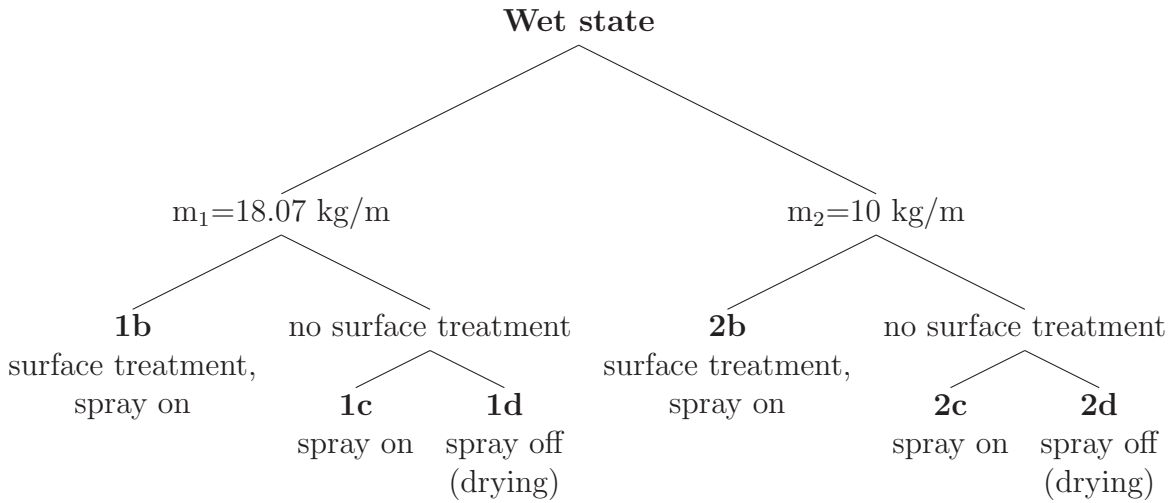 Wet state
m₁=18.07 kg/m
m₂=10 kg/m
1b
surface treatment,
spray on
no surface treatment
1c
spray on
1d
spray off
(drying)
2b
surface treatment,
spray on
no surface treatment
2c
spray on
2d
spray off
(drying)